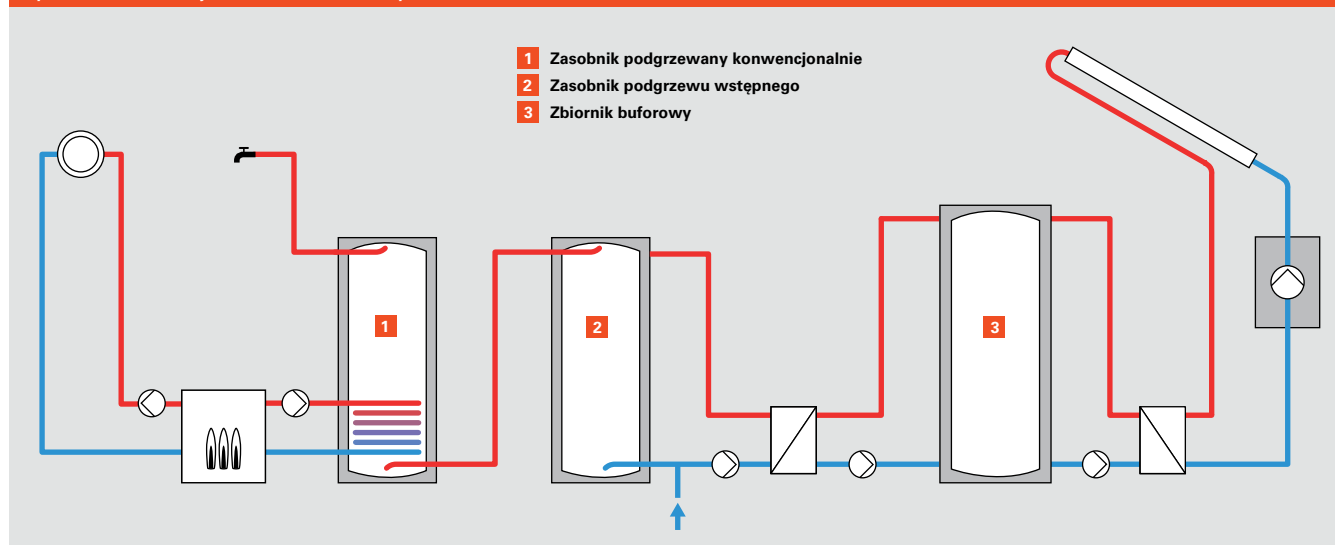 1 Zasobnik podgrzewany konwencjonalnie
2 Zasobnik podgrzewu wstępnego
3 Zbiornik buforowy
1
2
3